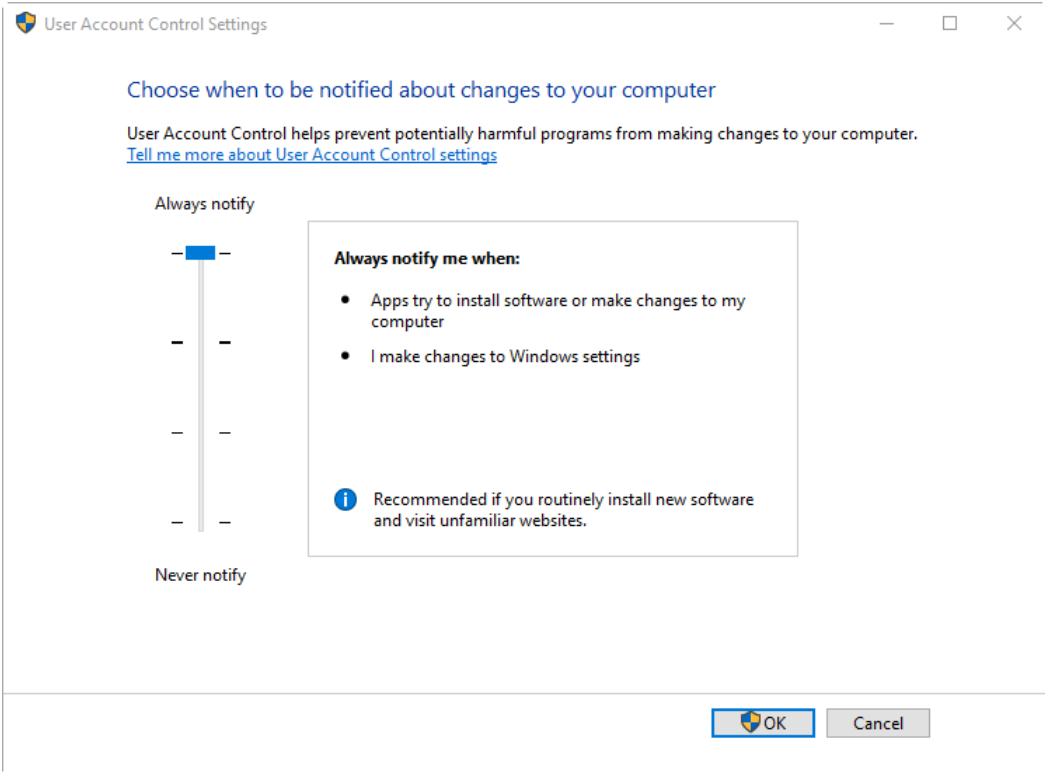 User Account Control Settings
Choose when to be notified about changes to your computer
User Account Control helps prevent potentially harmful programs from making changes to your computer.
Tell me more about User Account Control settings
Always notify
Always notify me when:
Apps try to install software or make changes to my
computer
I make changes to Windows settings
Recommended if you routinely install new software
and visit unfamiliar websites.
Never notify
OK
Cancel